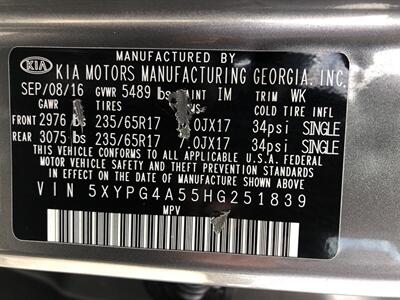 MANUFACTURED BY
KIA KIA MOTORS MANUFACTURING GEORGIA, INC.
SEP/08/16 GVWR 5489 lbs PAINT IM TRIM WK
GAWR TIRES COLD TIRE INFL
FRONT 2976 lbs 235/65R17 7.0JX17 34psi SINGLE
REAR 3075 lbs 235/65R17 7.0JX17 34psi SINGLE
THIS VEHICLE CONFORMS TO ALL APPLICABLE U.S.A. FEDERAL
MOTOR VEHICLE SAFETY AND THEFT PREVENTION STANDARDS
IN EFFECT ON THE DATE OF MANUFACTURE SHOWN ABOVE.
VIN 5XYPG4A55HG251839
MPV